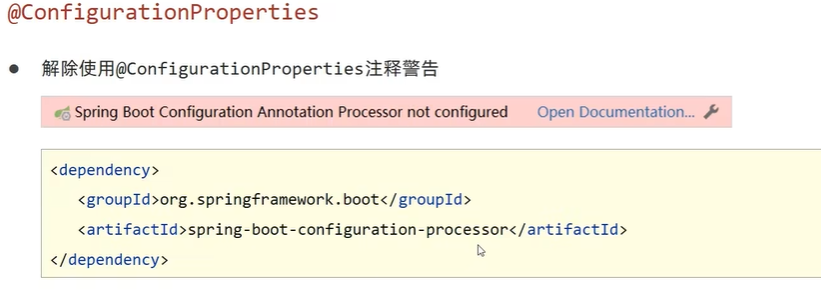 @ConfigurationProperties
● 解除使用@ConfigurationProperties注释警告
Spring Boot Configuration Annotation Processor not configured Open Documentation...
<dependency>
<groupId>org.springframework.boot</groupId>
<artifactId>spring-boot-configuration-processor</artifactId>
</dependency>